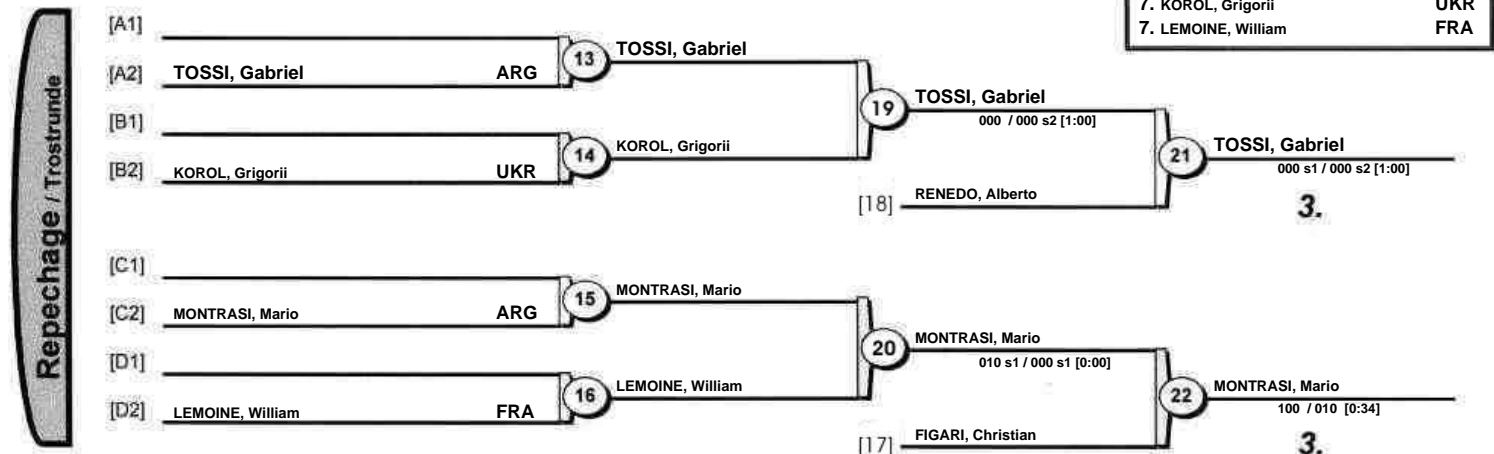 7. KOROL, Grigorii UKR
7. LEMOINE, William FRA
Repechage / Trostrunde
[A1]
13 TOSSI, Gabriel
[A2] TOSSI, Gabriel ARG
19 TOSSI, Gabriel
000 / 000 s2 [1:00]
[B1]
14 KOROL, Grigorii
[B2] KOROL, Grigorii UKR
21 TOSSI, Gabriel
000 s1 / 000 s2 [1:00]
[18] RENEDO, Alberto
3.
[C1]
15 MONTRASI, Mario
[C2] MONTRASI, Mario ARG
20 MONTRASI, Mario
010 s1 / 000 s1 [0:00]
[D1]
16 LEMOINE, William
[D2] LEMOINE, William FRA
22 MONTRASI, Mario
100 / 010 [0:34]
[17] FIGARI, Christian
3.